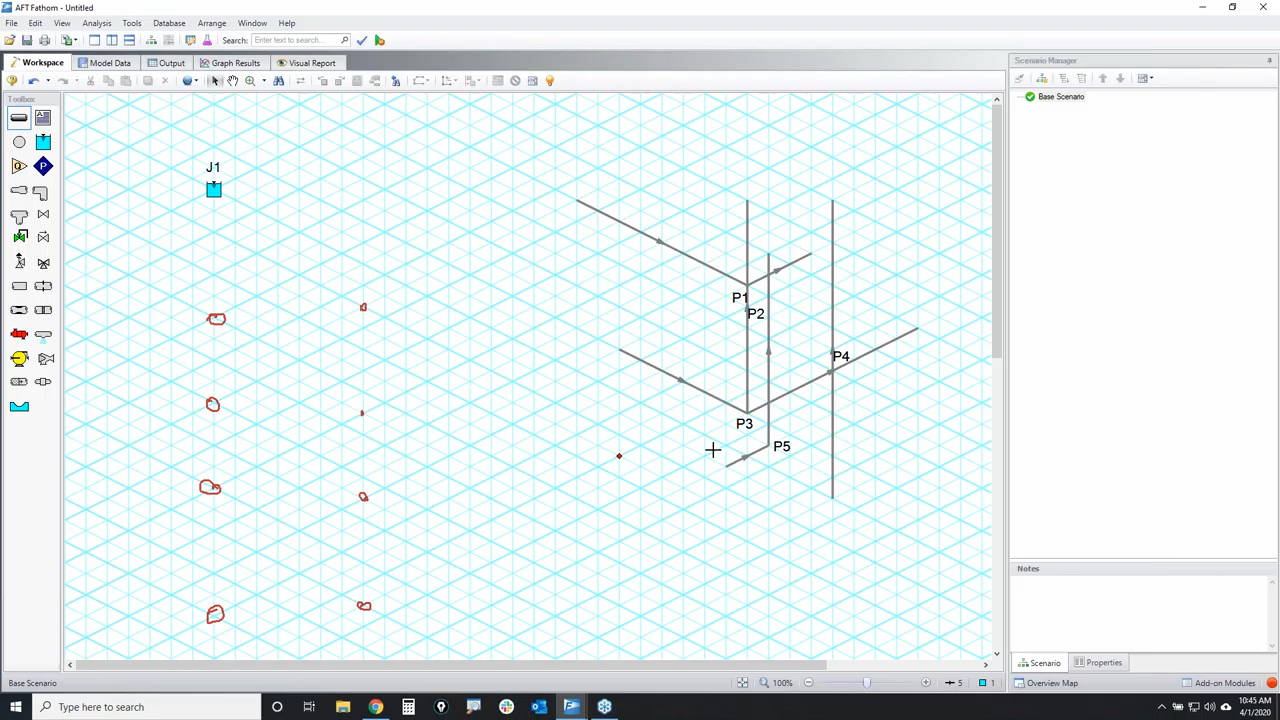 AFT Fathom - Untitled
File Edit View Analysis Tools Database Arrange Window Help
Search: Enter text to search...
Workspace Model Data Output Graph Results Visual Report
Scenario Manager
Toolbox
Base Scenario
J1
P1
P2
P4
P3
P5
Notes
Scenario Properties
Base Scenario 100% 5 1 Overview Map Add-on Modules
Type here to search
10:45 AM
4/1/2020